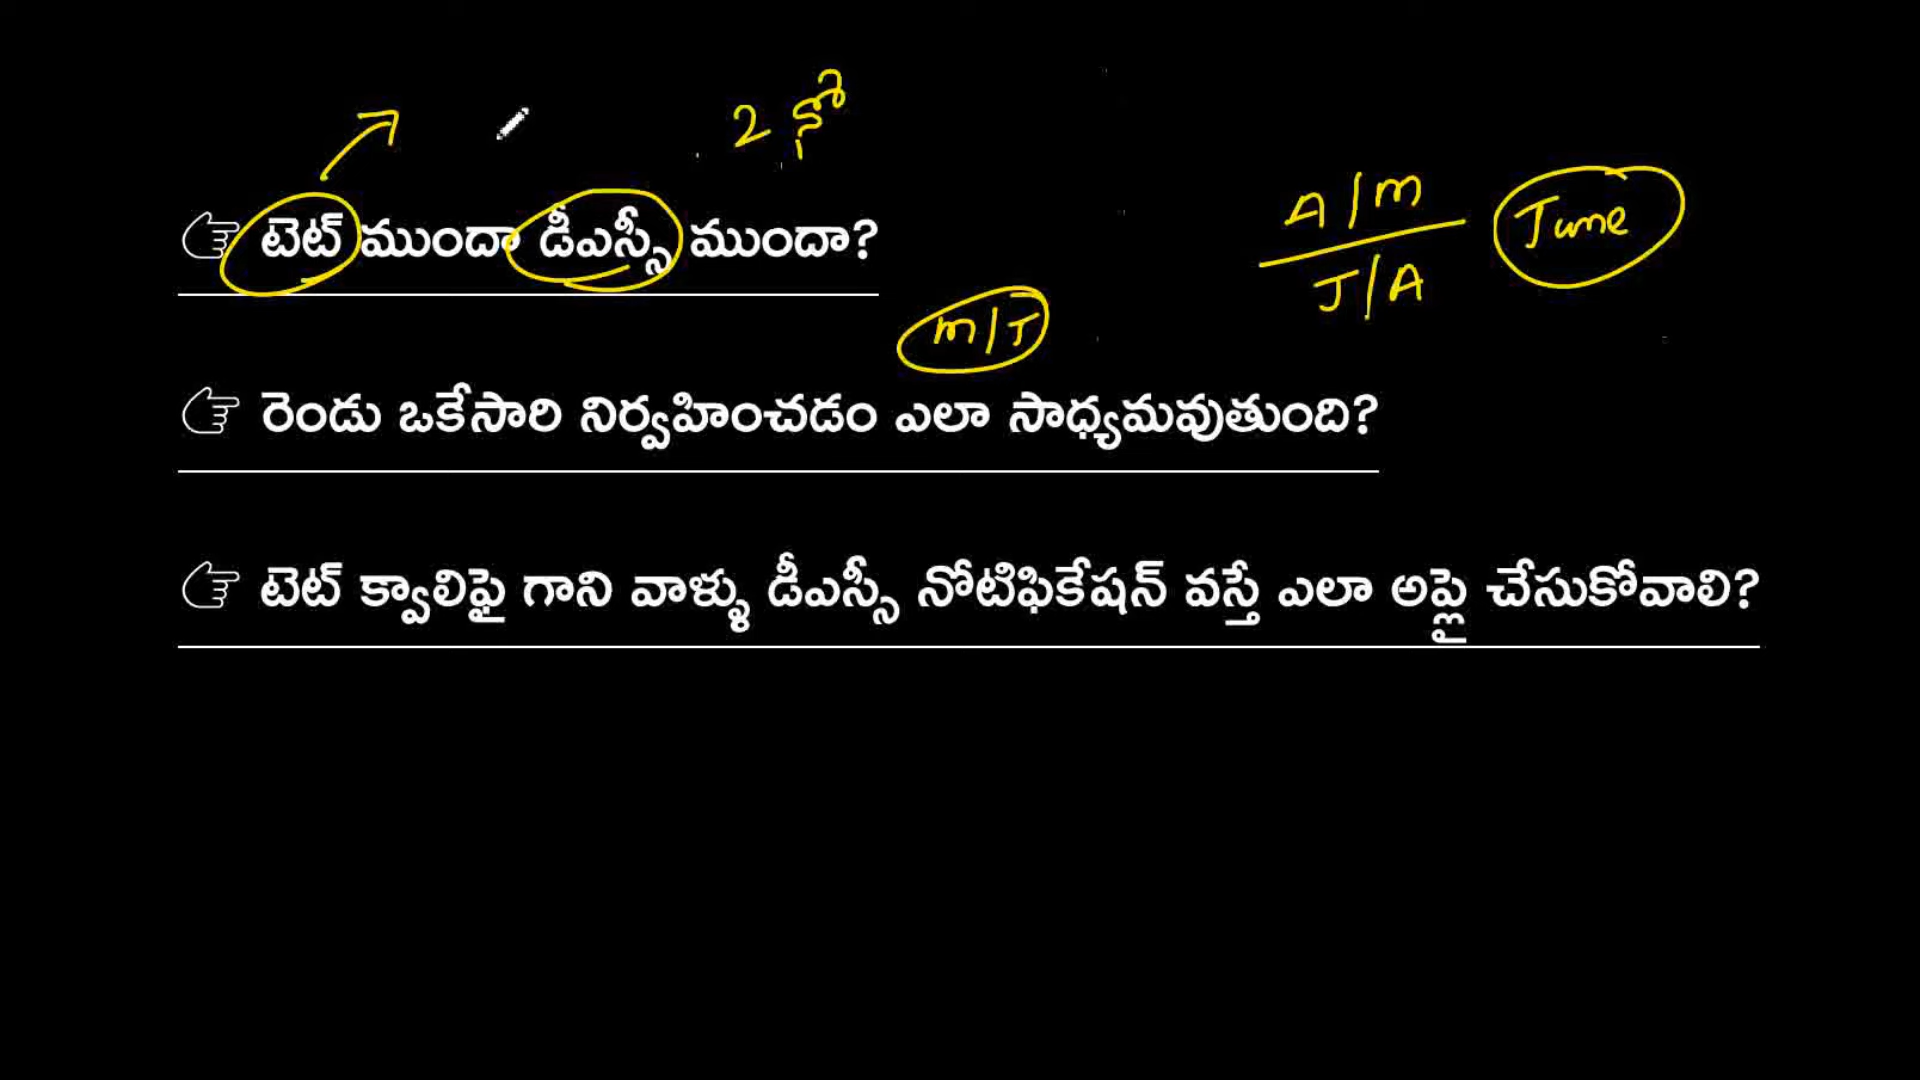 2 నో
☞ టెట్ ముందా డీఎస్సీ ముందా?
A/M
J/A
June
M/J
☞ రెండు ఒకేసారి నిర్వహించడం ఎలా సాధ్యమవుతుంది?
☞ టెట్ క్వాలిఫై గాని వాళ్ళు డీఎస్సీ నోటిఫికేషన్ వస్తే ఎలా అప్లై చేసుకోవాలి?